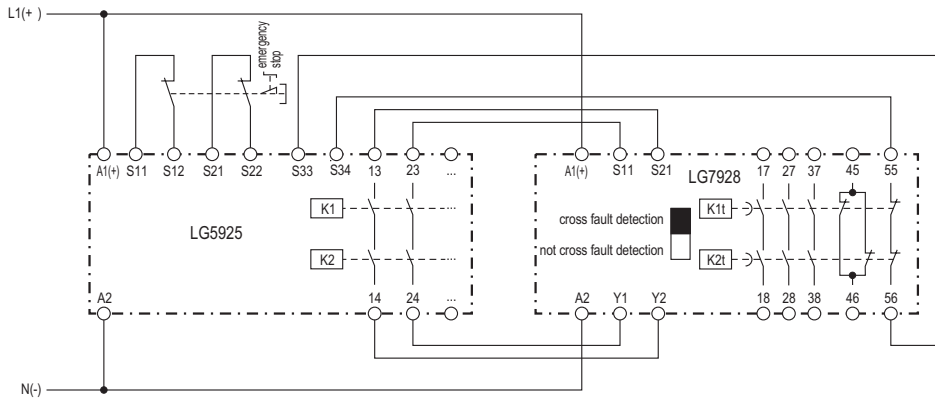 L1(+ )
emergency
stop
A1(+) S11 S12 S21 S22 S33 S34 13 23 ...
A1(+) S11 S21 17 27 37 45 55
LG7928
K1 ...
cross fault detection
K1t
LG5925
not cross fault detection
K2 ...
K2t
A2 14 24 ...
A2 Y1 Y2 18 28 38 46 56
N(-)